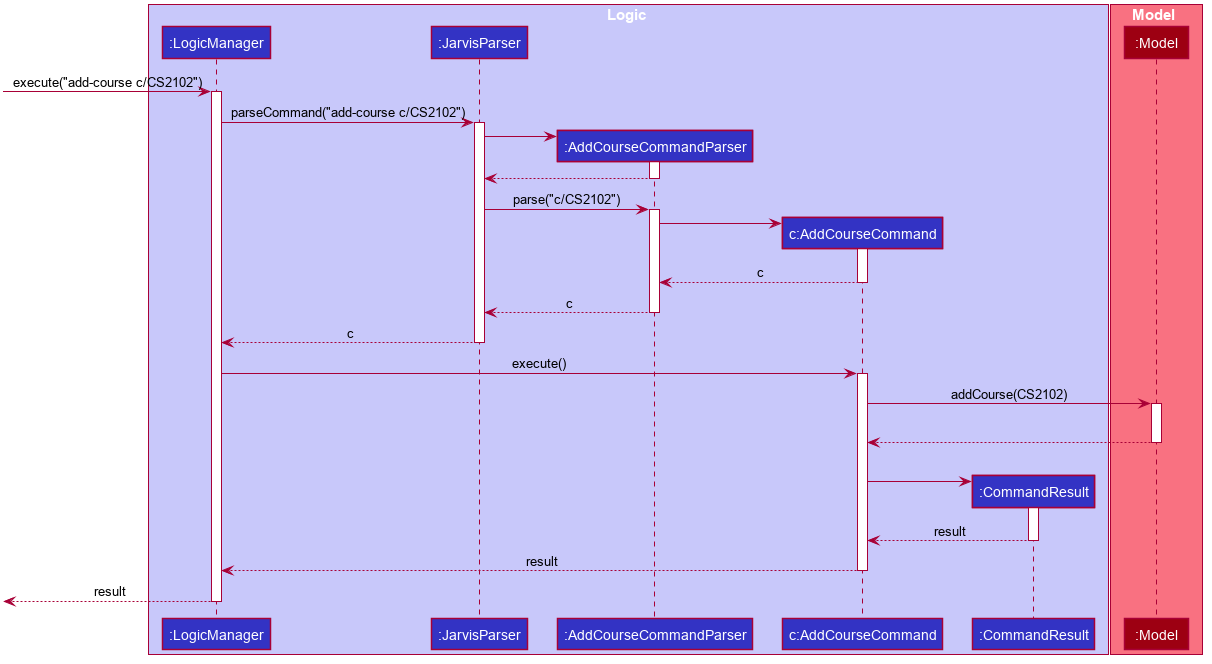 Logic
Model
:LogicManager
:JarvisParser
:Model
execute("add-course c/CS2102")
parseCommand("add-course c/CS2102")
:AddCourseCommandParser
parse("c/CS2102")
c:AddCourseCommand
c
c
c
execute()
addCourse(CS2102)
:CommandResult
result
result
result
:LogicManager
:JarvisParser
:AddCourseCommandParser
c:AddCourseCommand
:CommandResult
:Model